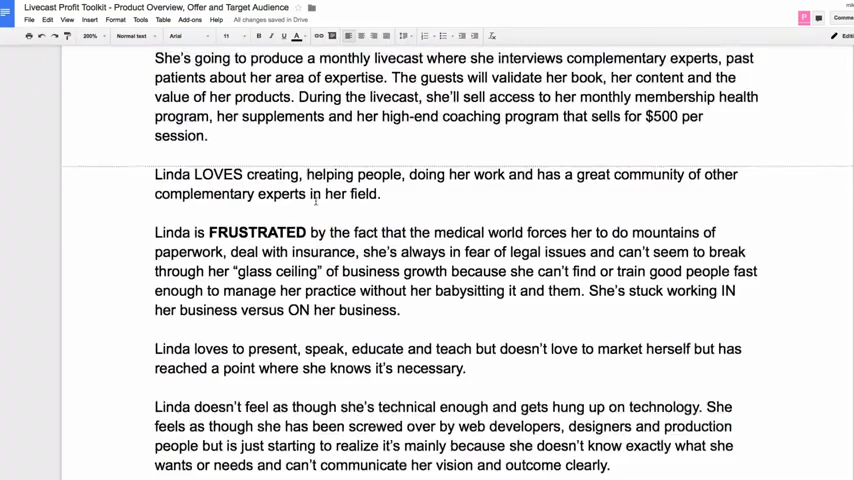 Livecast Profit Toolkit - Product Overview, Offer and Target Audience
File Edit View Insert Format Tools Table Add-ons Help All changes saved in Drive
P Comme
200% Normal text Arial 11 B I U A
She's going to produce a monthly livecast where she interviews complementary experts, past
patients about her area of expertise. The guests will validate her book, her content and the
value of her products. During the livecast, she'll sell access to her monthly membership health
program, her supplements and her high-end coaching program that sells for $500 per
session.
Linda LOVES creating, helping people, doing her work and has a great community of other
complementary experts in her field.
Linda is FRUSTRATED by the fact that the medical world forces her to do mountains of
paperwork, deal with insurance, she's always in fear of legal issues and can't seem to break
through her “glass ceiling” of business growth because she can't find or train good people fast
enough to manage her practice without her babysitting it and them. She's stuck working IN
her business versus ON her business.
Linda loves to present, speak, educate and teach but doesn't love to market herself but has
reached a point where she knows it's necessary.
Linda doesn't feel as though she's technical enough and gets hung up on technology. She
feels as though she has been screwed over by web developers, designers and production
people but is just starting to realize it's mainly because she doesn't know exactly what she
wants or needs and can't communicate her vision and outcome clearly.